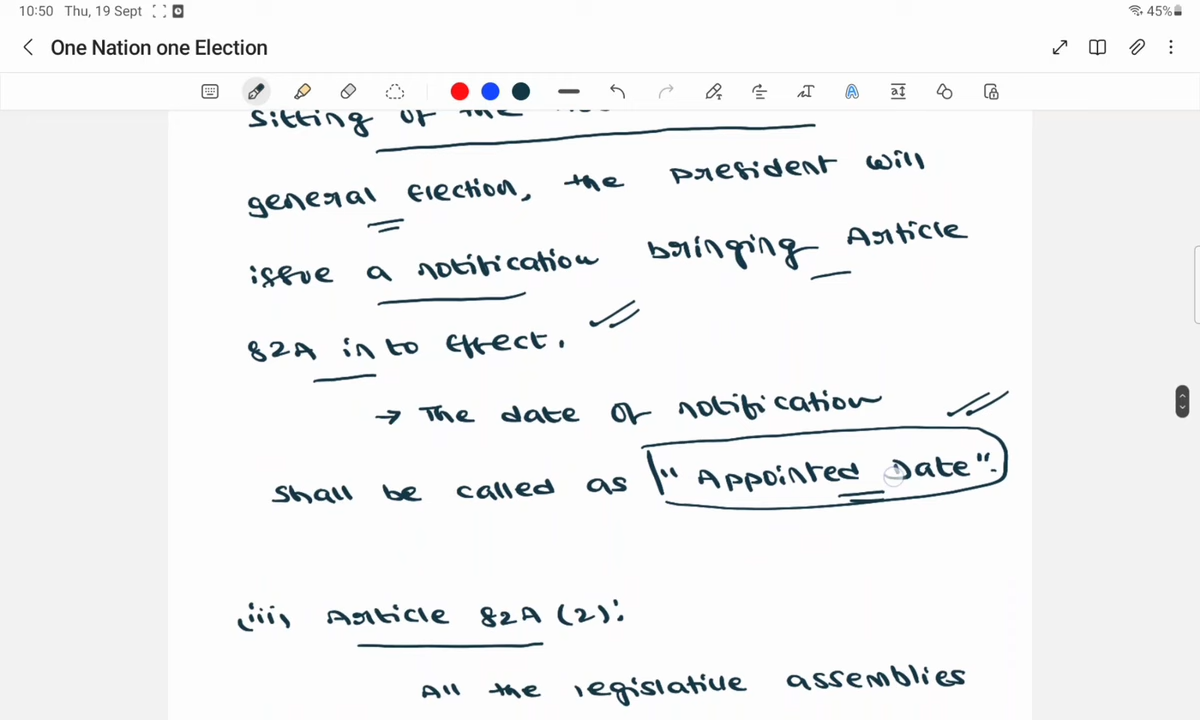 10:50 Thu, 19 Sept 45%
One Nation one Election
Sitting of the
general Election, the president will
issue a notification bringing Article
82A in to Effect.
→ The date of notification
shall be called as "Appointed Date".
iii, Article 82A (2):
All the legislative assemblies